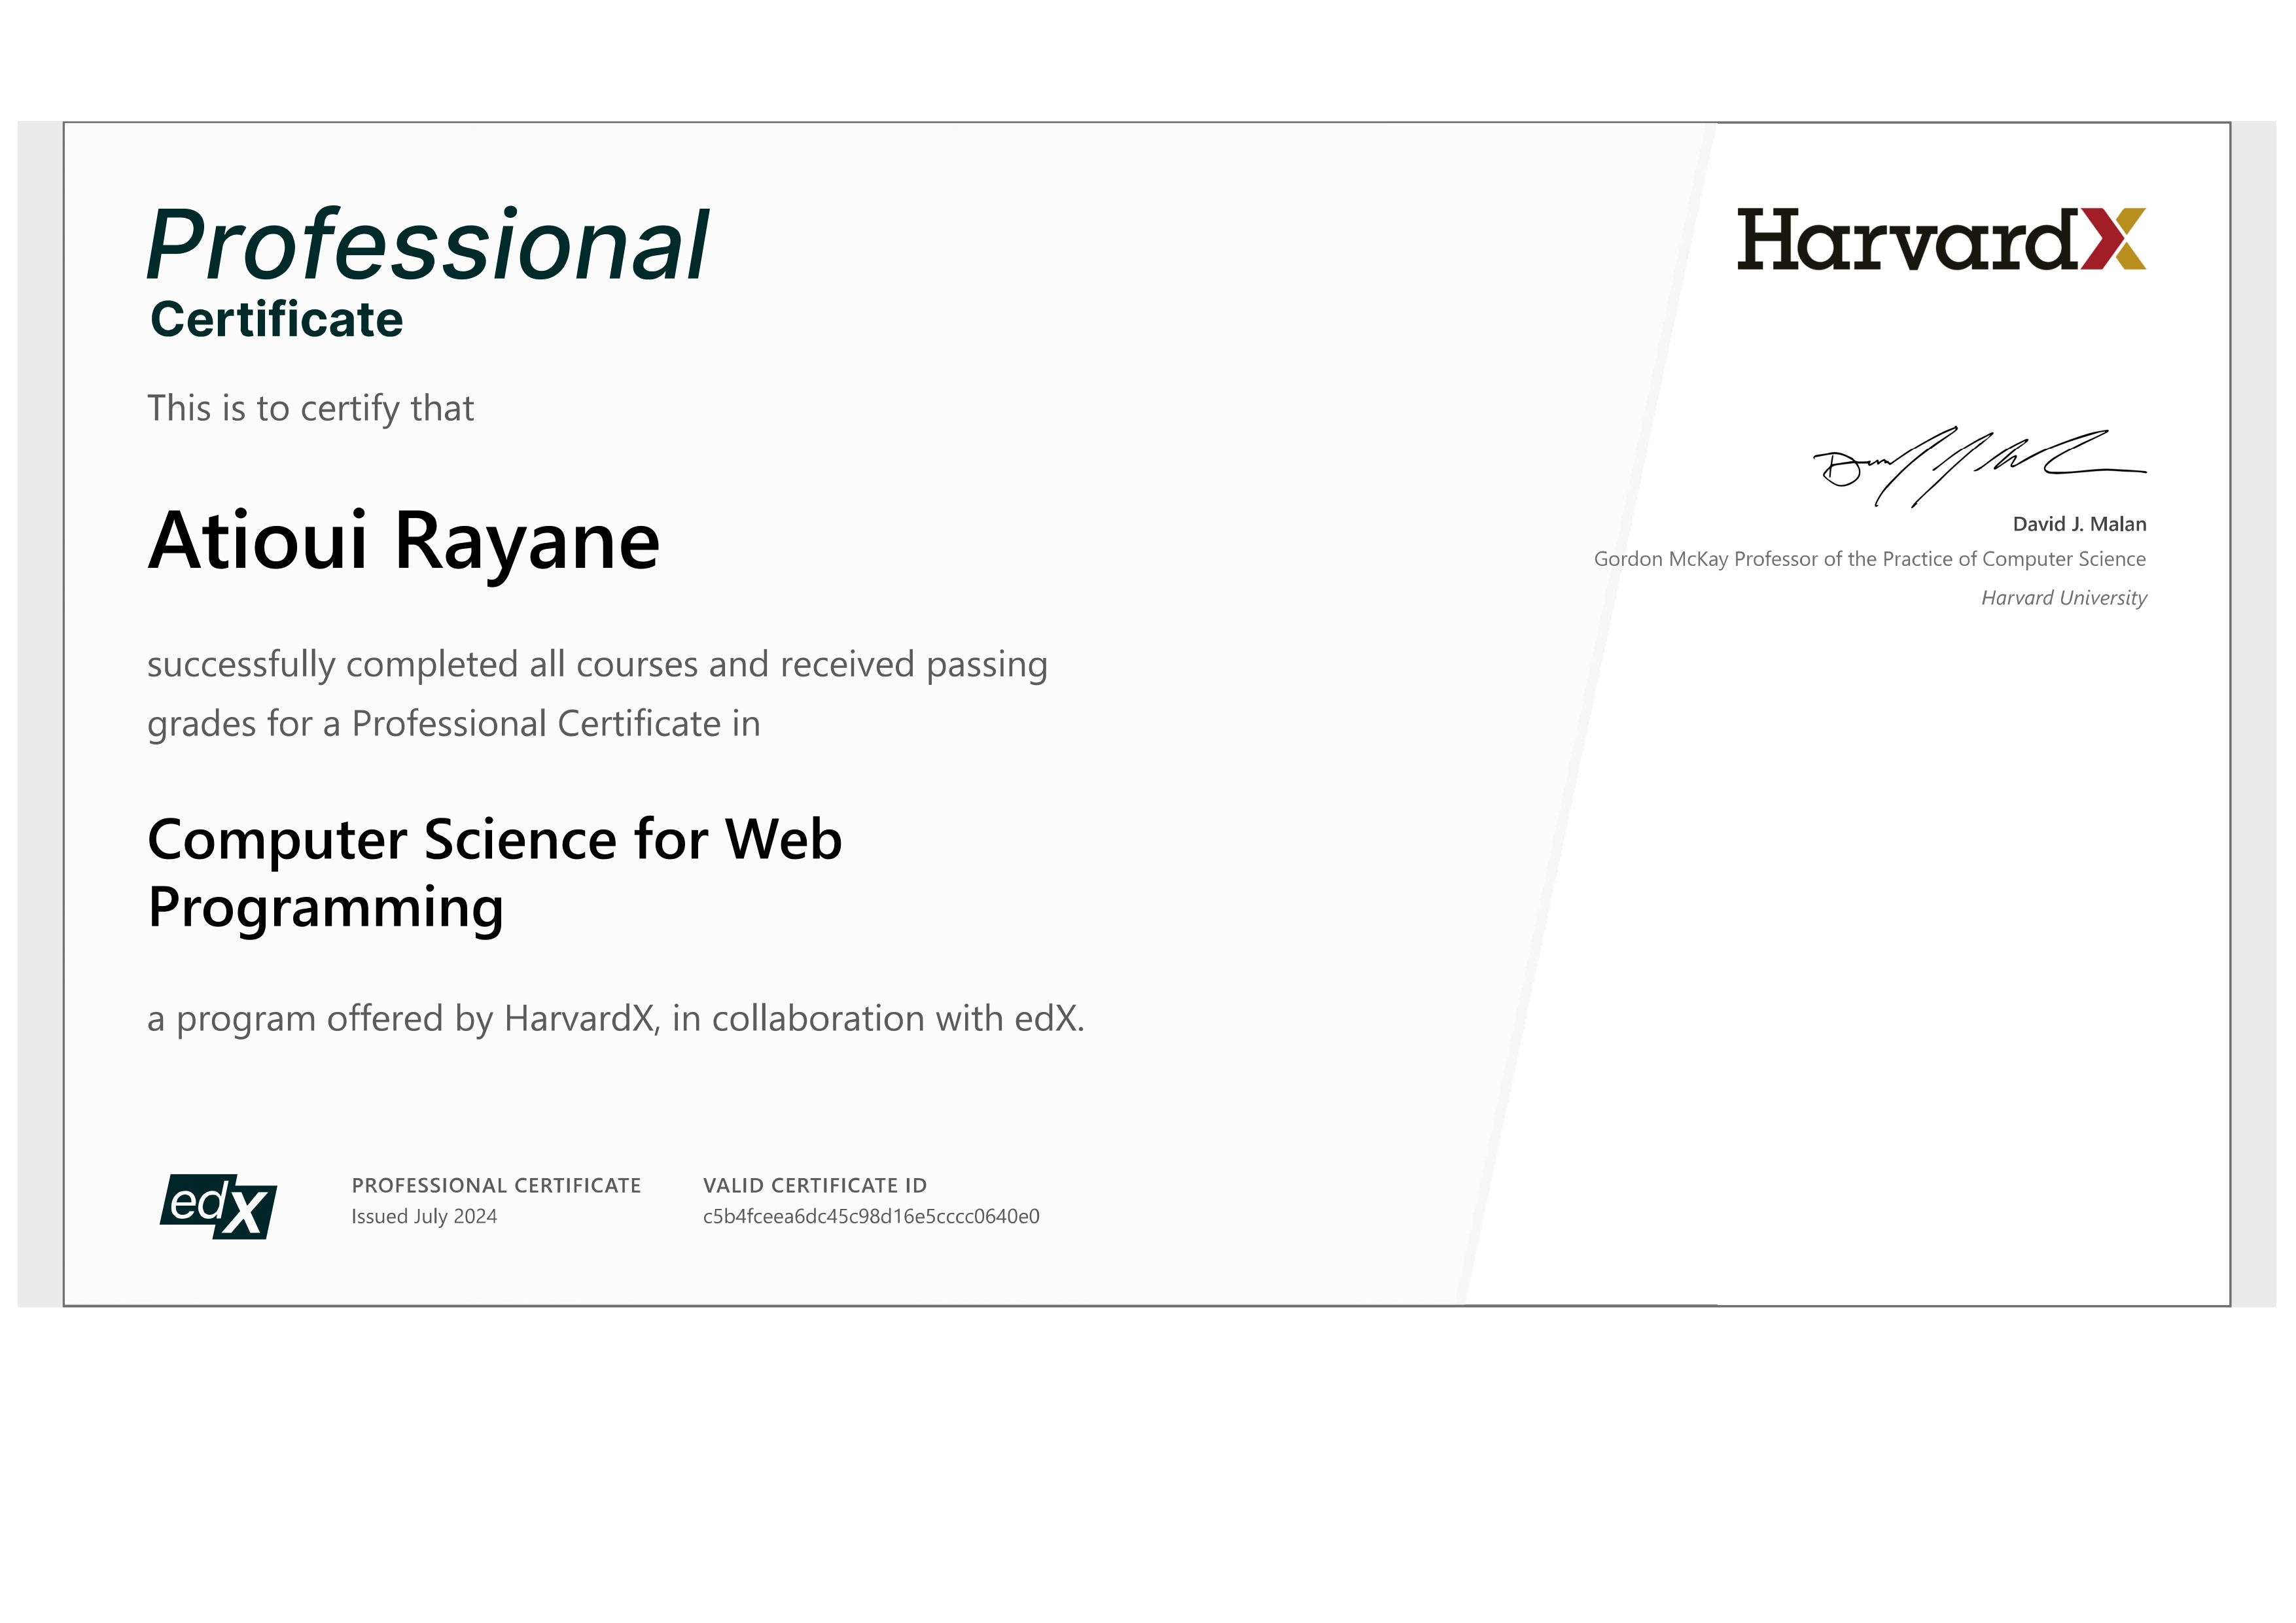 Professional
Certificate
This is to certify that
Atioui Rayane
successfully completed all courses and received passing
grades for a Professional Certificate in
Computer Science for Web
Programming
a program offered by HarvardX, in collaboration with edX.
edX
PROFESSIONAL CERTIFICATE
Issued July 2024
VALID CERTIFICATE ID
c5b4fceea6dc45c98d16e5cccc0640e0
HarvardX
David J. Malan
Gordon McKay Professor of the Practice of Computer Science
Harvard University